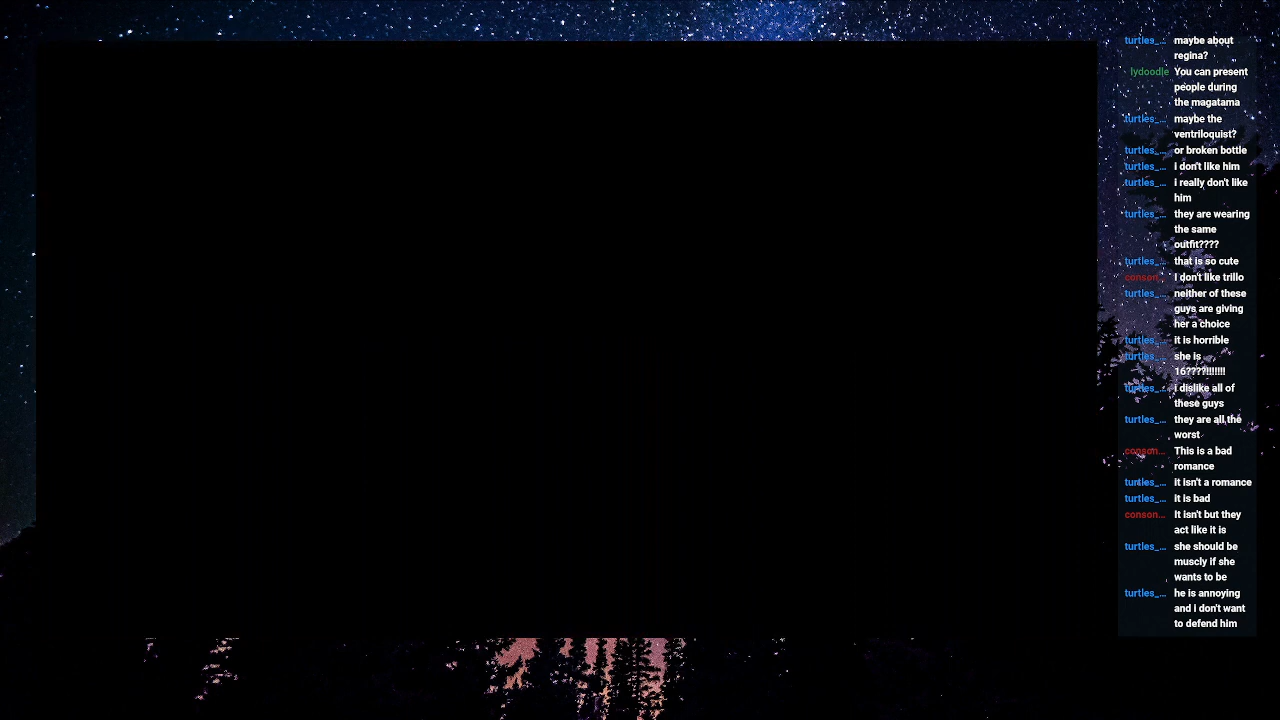 turtles_... maybe about
regina?
lydoodle You can present
people during
the magatama
turtles_... maybe the
ventriloquist?
turtles_... or broken bottle
turtles_... i don't like him
turtles_... i really don't like
him
turtles_... they are wearing
the same
outfit????
turtles_... that is so cute
conson... I don't like trillo
turtles_... neither of these
guys are giving
her a choice
turtles_... it is horrible
turtles_... she is
16????!!!!!!!
turtles_... i dislike all of
these guys
turtles_... they are all the
worst
conson... This is a bad
romance
turtles_... it isn't a romance
turtles_... it is bad
conson... It isn't but they
act like it is
turtles_... she should be
muscly if she
wants to be
turtles_... he is annoying
and i don't want
to defend him